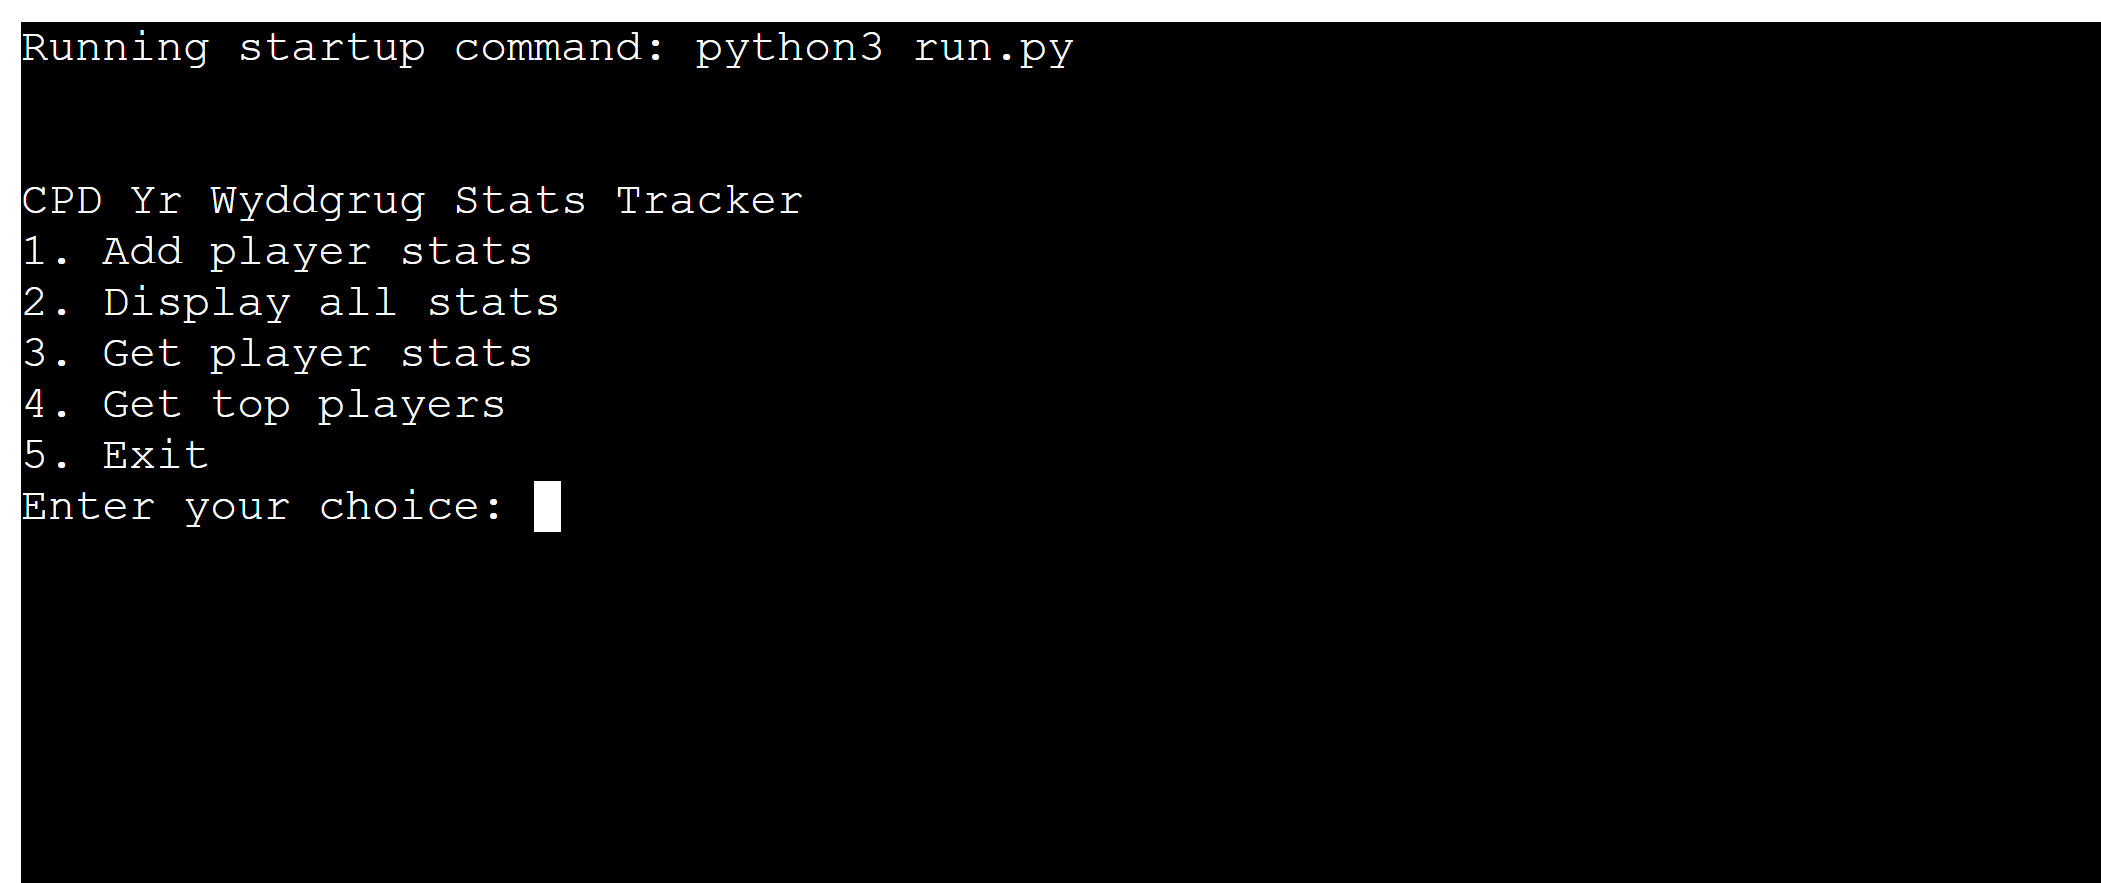 Running startup command: python3 run.py
CPD Yr Wyddgrug Stats Tracker
1. Add player stats
2. Display all stats
3. Get player stats
4. Get top players
5. Exit
Enter your choice: